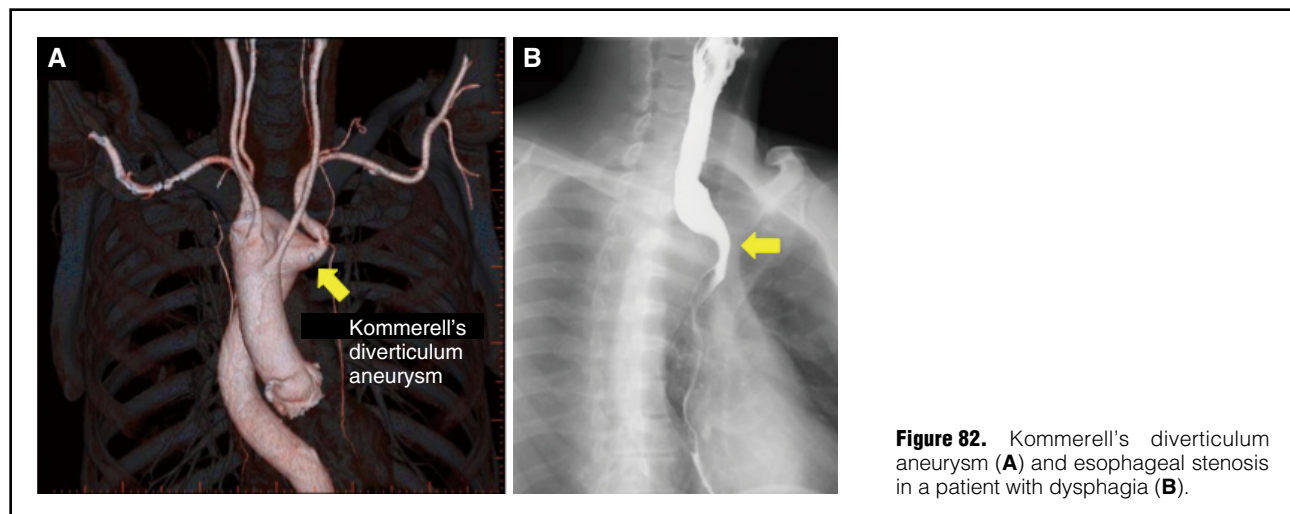 A
B
Kommerell's
diverticulum
aneurysm
Figure 82. Kommerell's diverticulum
aneurysm (A) and esophageal stenosis
in a patient with dysphagia (B).